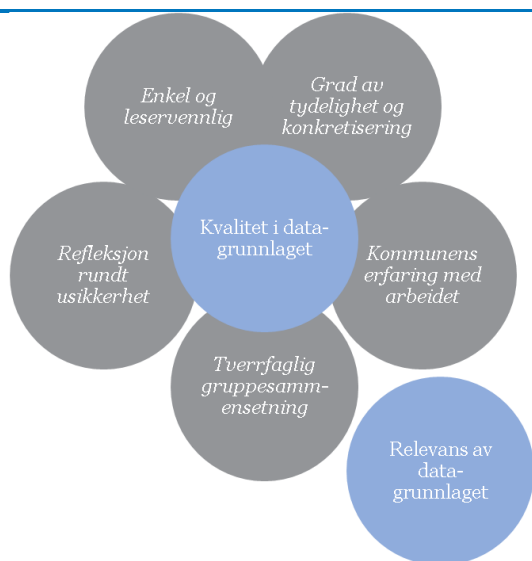 Enkel og
leservennlig
Grad av
tydelighet og
konkretisering
Kvalitet i data-
grunnlaget
Refleksjon
rundt
usikkerhet
Kommunens
erfaring med
arbeidet
Tverrfaglig
gruppesamm-
ensetning
Relevans av
data-
grunnlaget